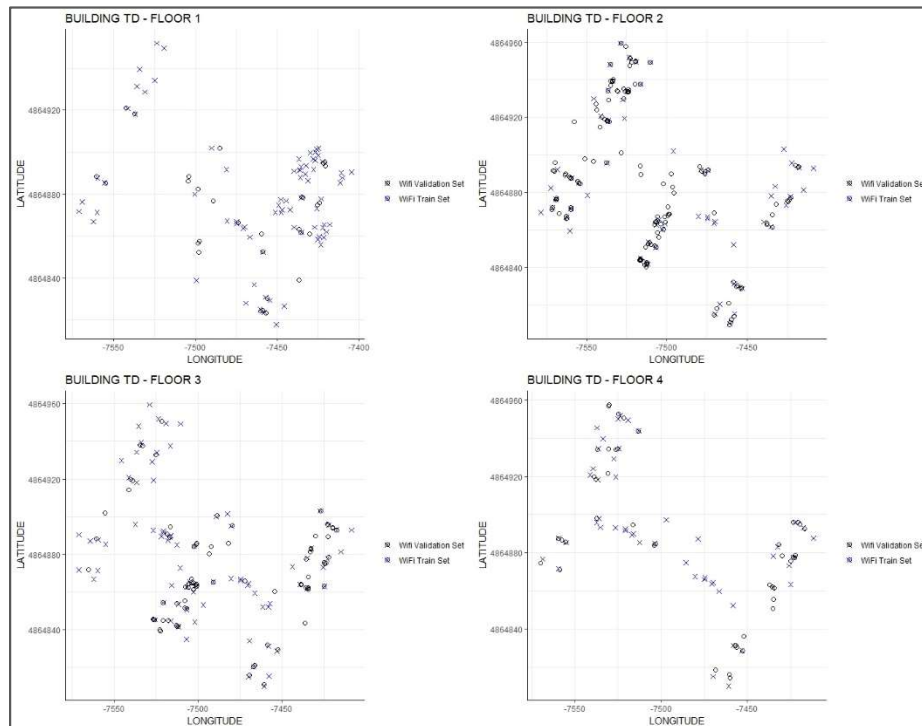 BUILDING TD - FLOOR 1
4864920
4864880
4864840
LATITUDE
-7550
-7500
-7450
-7400
LONGITUDE
Wifi Validation Set
WiFi Train Set
BUILDING TD - FLOOR 2
4864960
4864920
4864880
4864840
LATITUDE
-7550
-7500
-7450
LONGITUDE
Wifi Validation Set
WiFi Train Set
BUILDING TD - FLOOR 3
4864960
4864920
4864880
4864840
LATITUDE
-7550
-7500
-7450
LONGITUDE
Wifi Validation Set
WiFi Train Set
BUILDING TD - FLOOR 4
4864960
4864920
4864880
4864840
LATITUDE
-7550
-7500
-7450
LONGITUDE
Wifi Validation Set
WiFi Train Set